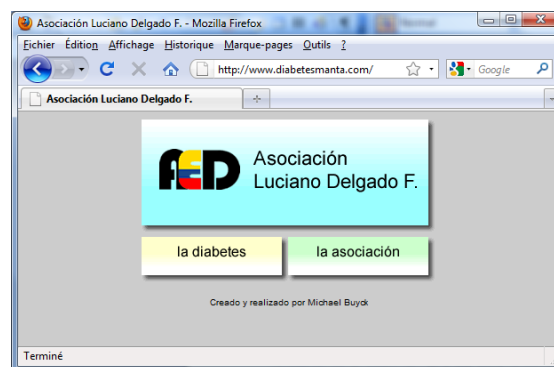 Asociación Luciano Delgado F. - Mozilla Firefox
Fichier Édition Affichage Historique Marque-pages Outils ?
http://www.diabetesmanta.com/ Google
Asociación Luciano Delgado F.
AED
Asociación
Luciano Delgado F.
la diabetes la asociación
Creado y realizado por Michael Buyck
Terminé